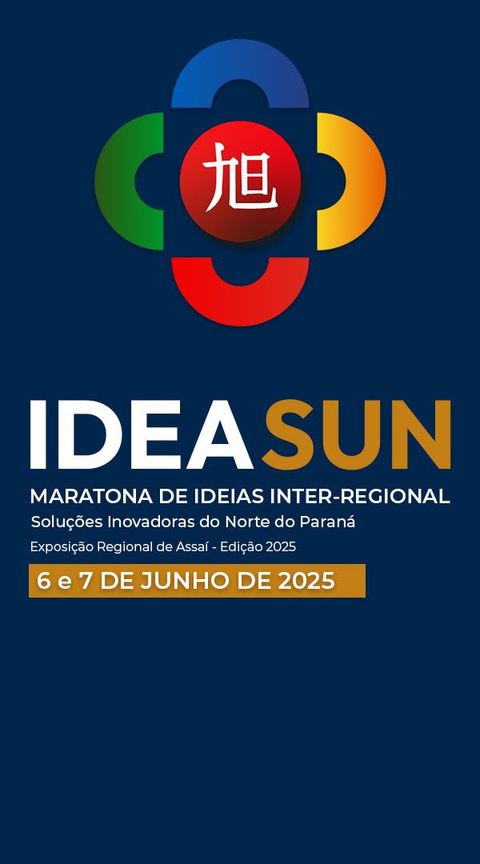 旭
IDEASUN
MARATONA DE IDEIAS INTER-REGIONAL
Soluções Inovadoras do Norte do Paraná
Exposição Regional de Assaí - Edição 2025
6 e 7 DE JUNHO DE 2025